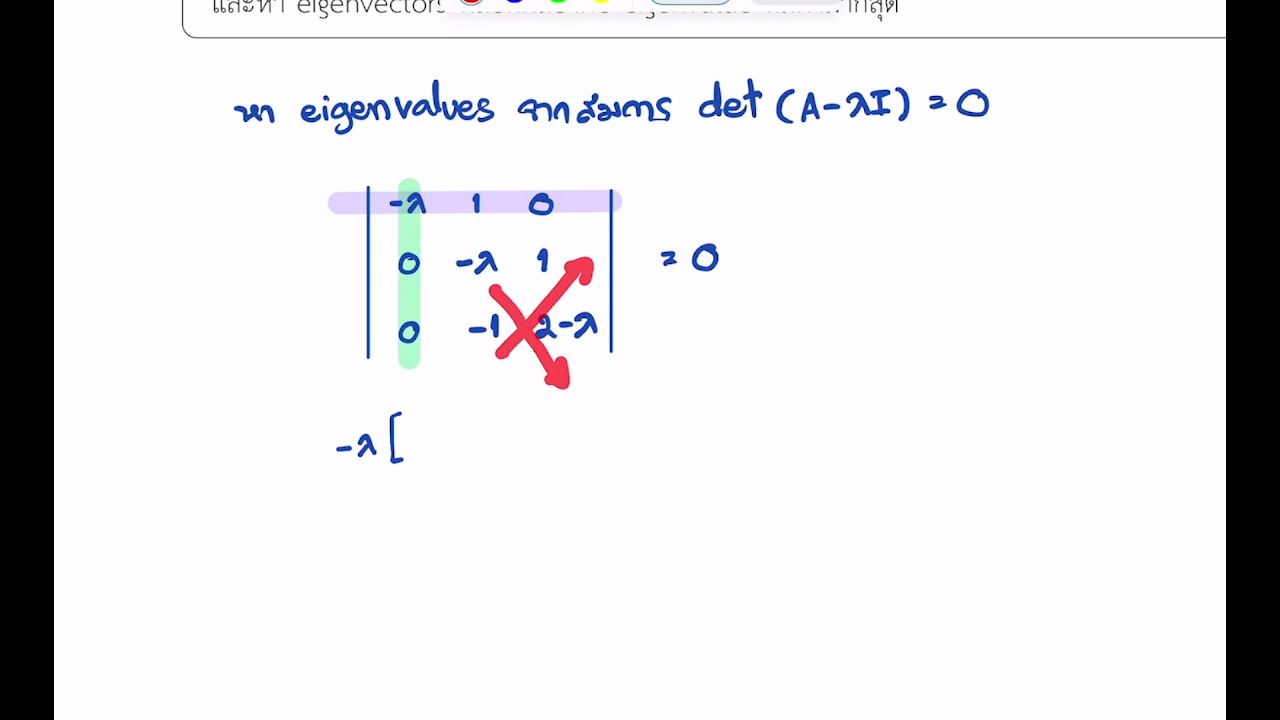 และหา eigenvectors
หา eigenvalues จากสมการ det (A-λI) = 0
-λ 1 0
0 -λ 1 = 0
0 -1 2-λ
-λ [